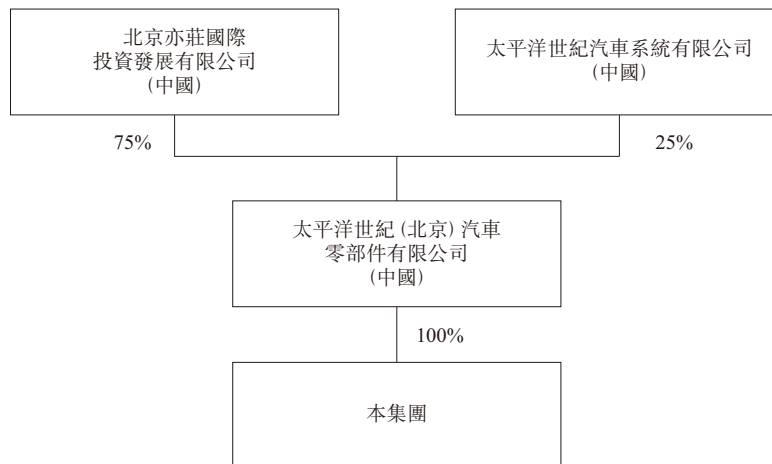 北京亦莊國際
投資發展有限公司
(中國)
太平洋世紀汽車系統有限公司
(中國)
75%
25%
太平洋世紀(北京)汽車
零部件有限公司
(中國)
100%
本集團